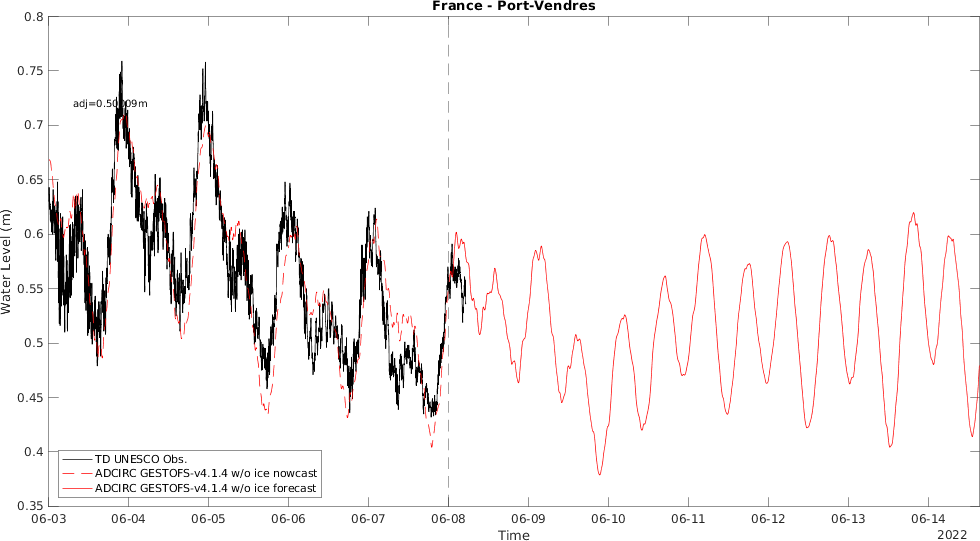 France - Port-Vendres
0.8
0.75
0.7
0.65
0.6
0.55
0.5
0.45
0.4
0.35
Water Level (m)
adj=0.50009m
TD UNESCO Obs.
ADCIRC GESTOFS-v4.1.4 w/o ice nowcast
ADCIRC GESTOFS-v4.1.4 w/o ice forecast
06-03 06-04 06-05 06-06 06-07 06-08 06-09 06-10 06-11 06-12 06-13 06-14
Time
2022